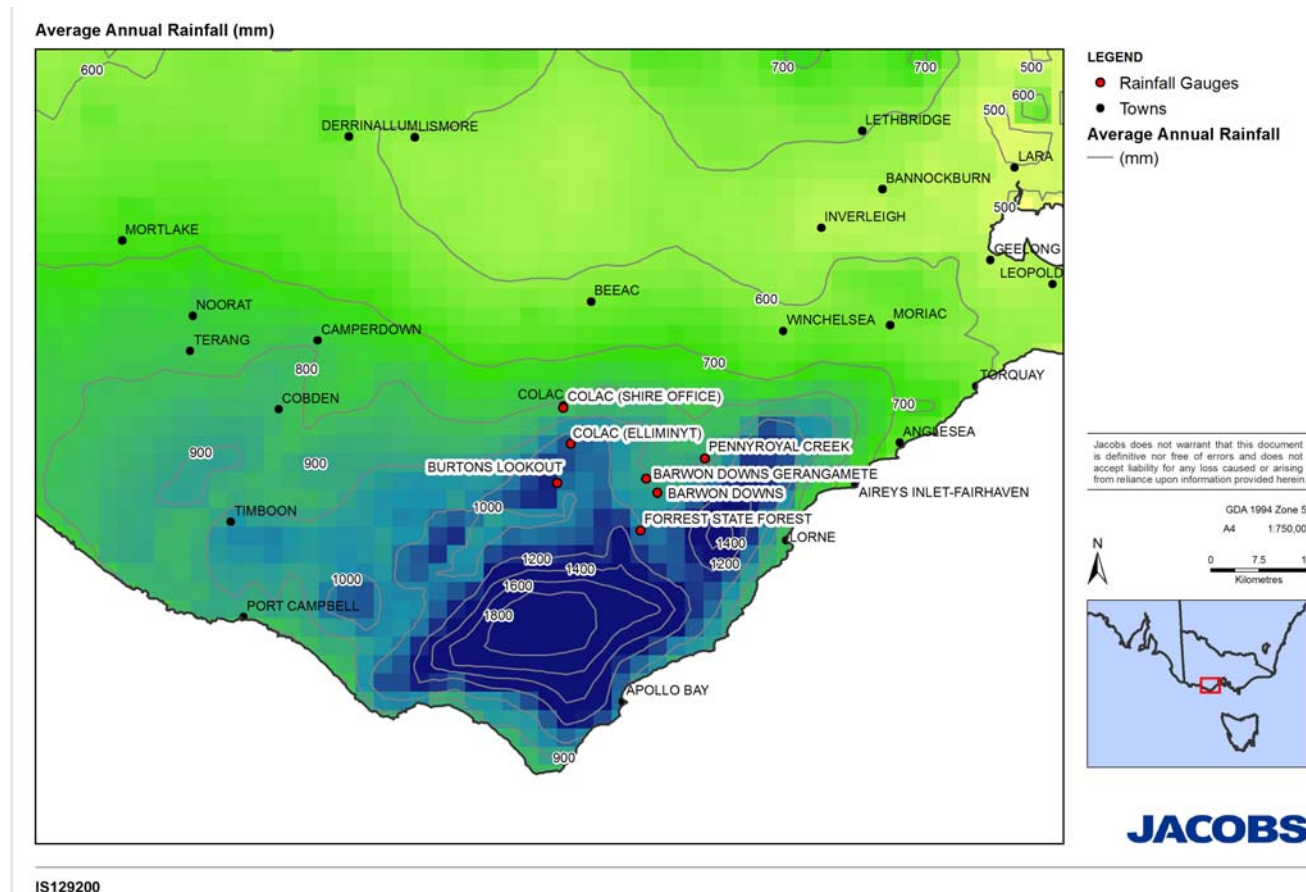 Average Annual Rainfall (mm)
600
700
700
500
600
500
DERRINALLUM
LISMORE
LETHBRIDGE
LARA
BANNOCKBURN
500
INVERLEIGH
MORTLAKE
GEELONG
LEOPOLD
BEEAC
600
NOORAT
WINCHELSEA
MORIAC
TERANG
CAMPERDOWN
700
800
TORQUAY
COBDEN
COLAC
COLAC (SHIRE OFFICE)
700
COLAC (ELLIMINYT)
ANGLESEA
PENNYROYAL CREEK
900
900
BURTONS LOOKOUT
BARWON DOWNS GERANGAMETE
BARWON DOWNS
AIREYS INLET-FAIRHAVEN
1000
TIMBOON
FORREST STATE FOREST
LORNE
1400
1200
1200
1400
1000
1600
PORT CAMPBELL
1800
APOLLO BAY
900
LEGEND
Rainfall Gauges
Towns
Average Annual Rainfall
(mm)
Jacobs does not warrant that this document
is definitive nor free of errors and does not
accept liability for any loss caused or arising
from reliance upon information provided herein.
GDA 1994 Zone 5
A4 1:750,00
N
0 7.5 1
Kilometres
JACOBS
IS129200